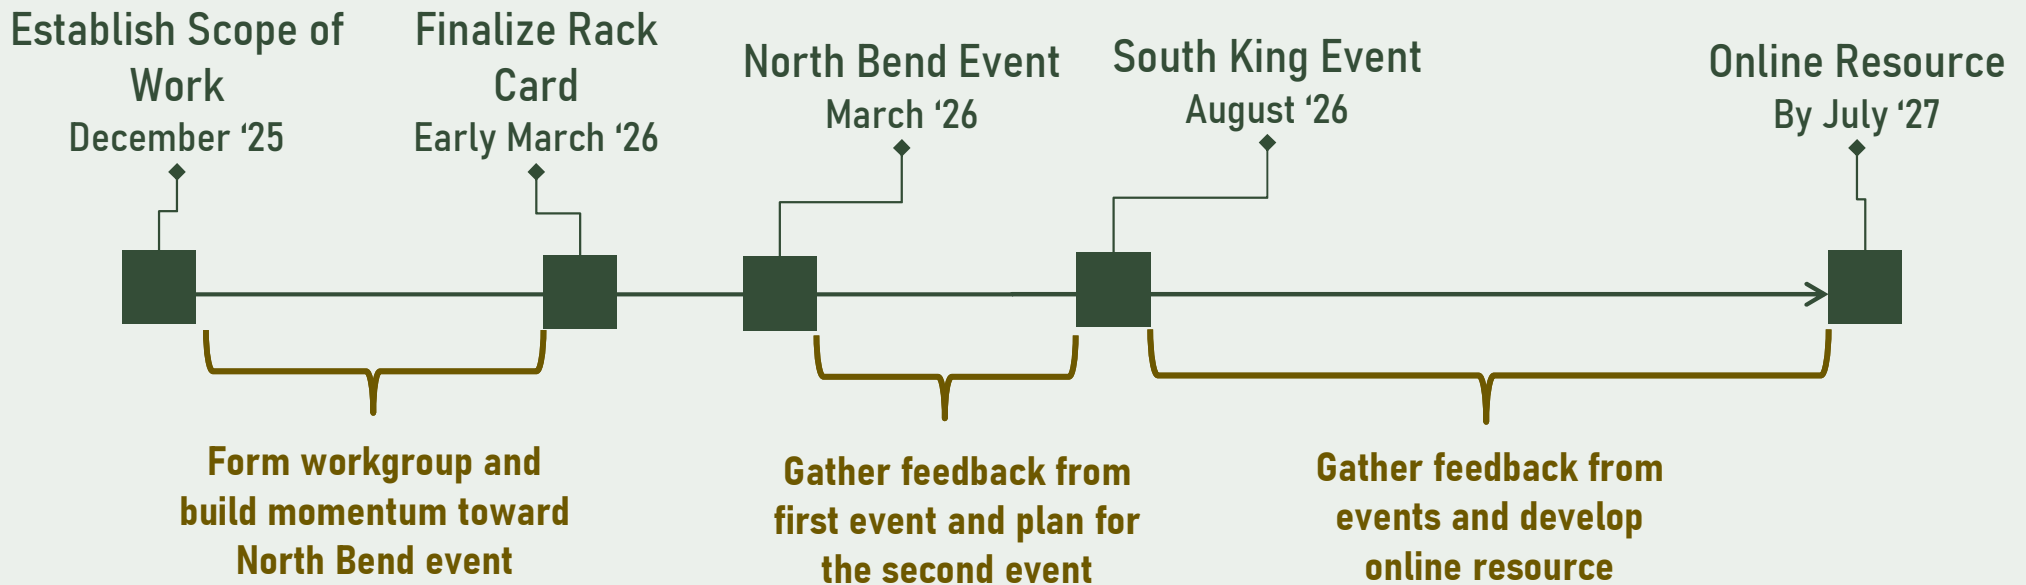 Establish Scope of
Work
December ‘25
Finalize Rack
Card
Early March ‘26
North Bend Event
March ‘26
South King Event
August ‘26
Online Resource
By July ‘27
Form workgroup and
build momentum toward
North Bend event
Gather feedback from
first event and plan for
the second event
Gather feedback from
events and develop
online resource